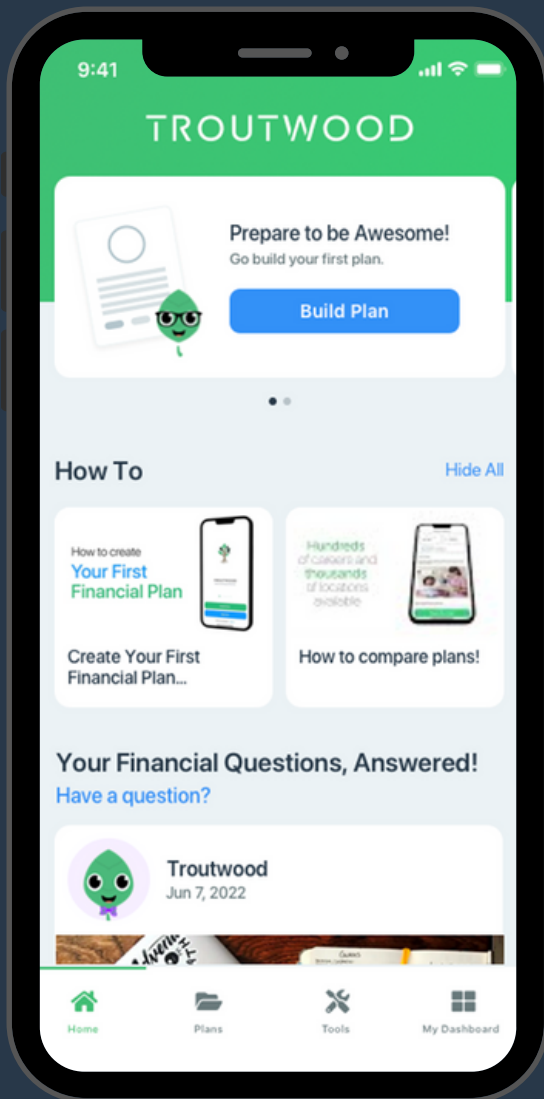 9:41
TROUTWOOD
Prepare to be Awesome!
Go build your first plan.
Build Plan
How To
Hide All
How to create
Your First
Financial Plan
Hundreds
of careers and
thousands
of locations
available
Create Your First
Financial Plan...
How to compare plans!
Your Financial Questions, Answered!
Have a question?
Troutwood
Jun 7, 2022
Home
Plans
Tools
My Dashboard